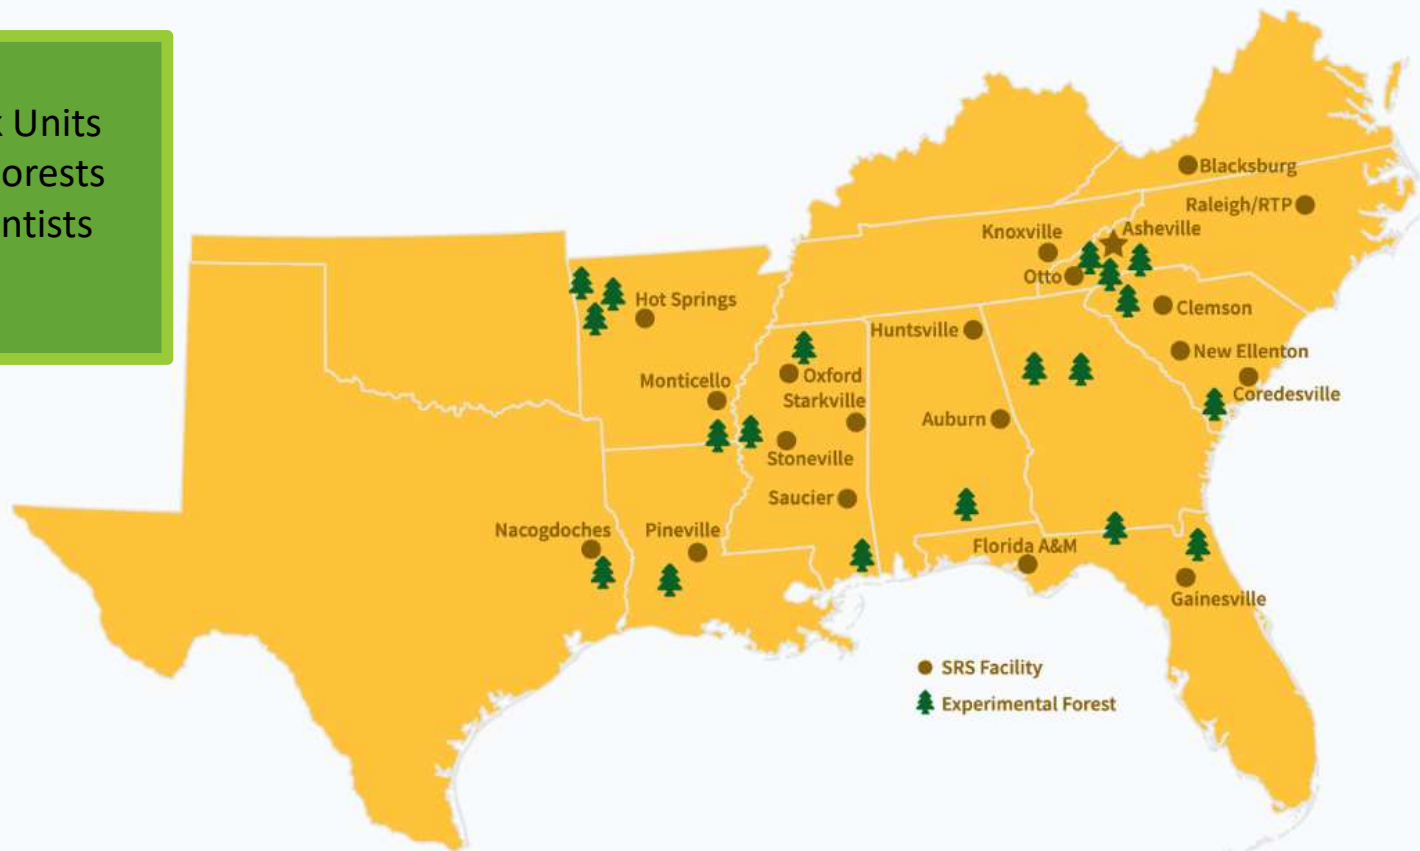 Units
orests
ntists
Blacksburg
Raleigh/RTP
Asheville
Knoxville
Otto
Hot Springs
Clemson
Huntsville
New Ellenton
Monticello
Oxford
Coredesville
Starkville
Auburn
Stoneville
Saucier
Nacogdoches
Pineville
Florida A&M
Gainesville
SRS Facility
Experimental Forest